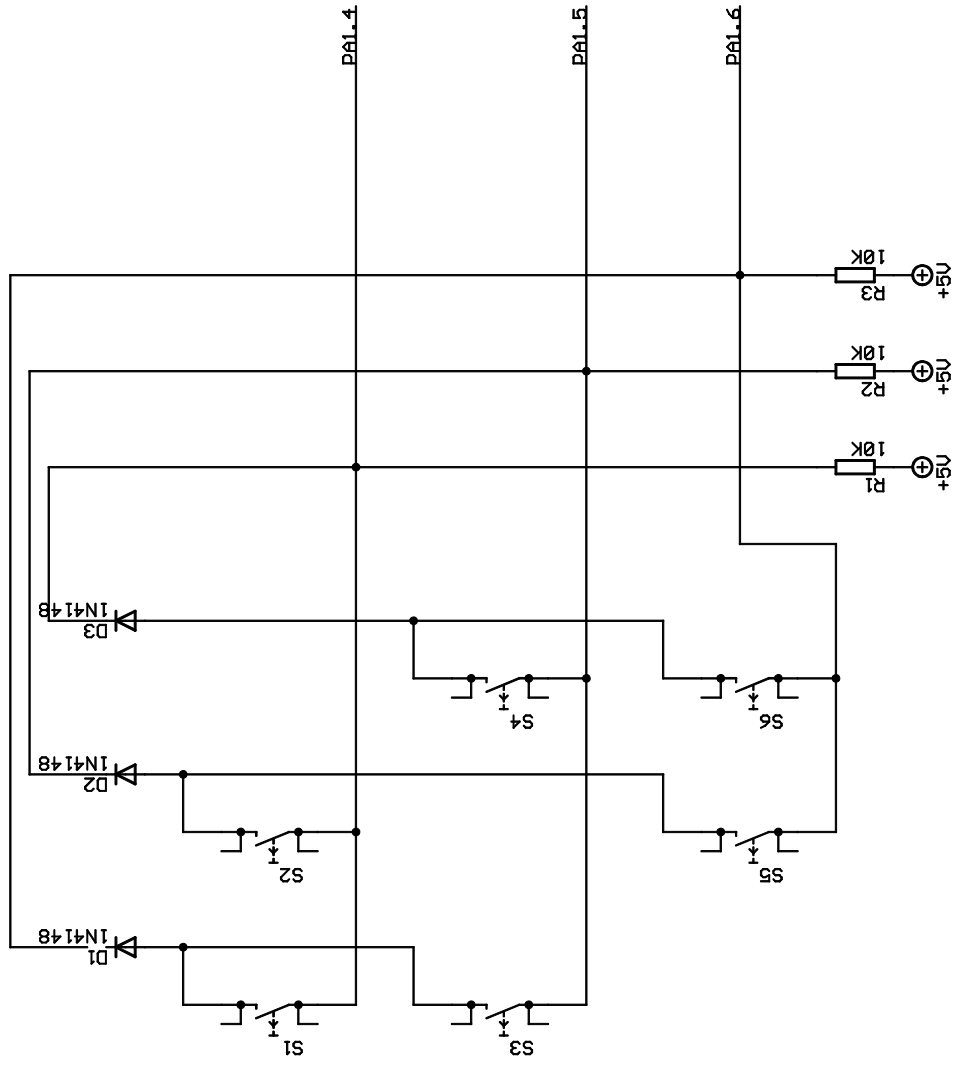 PA1.4
PA1.5
PA1.6
10K
R3
+5V
10K
R2
+5V
10K
R1
+5V
1N4148
D3
S4
S6
1N4148
D2
S2
S5
1N4148
D1
S1
S3